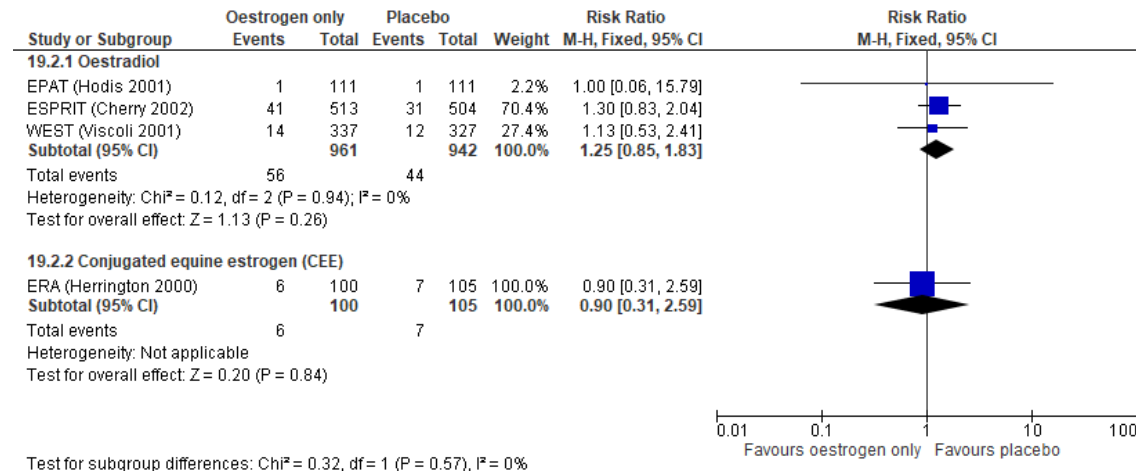 Oestrogen only Placebo Risk Ratio Risk Ratio
Study or Subgroup Events Total Events Total Weight M-H, Fixed, 95% CI M-H, Fixed, 95% CI
19.2.1 Oestradiol
EPAT (Hodis 2001) 1 111 1 111 2.2% 1.00 [0.06, 15.79]
ESPRIT (Cherry 2002) 41 513 31 504 70.4% 1.30 [0.83, 2.04]
WEST (Viscoli 2001) 14 337 12 327 27.4% 1.13 [0.53, 2.41]
Subtotal (95% CI) 961 942 100.0% 1.25 [0.85, 1.83]
Total events 56 44
Heterogeneity: Chi² = 0.12, df = 2 (P = 0.94); I² = 0%
Test for overall effect: Z = 1.13 (P = 0.26)
19.2.2 Conjugated equine estrogen (CEE)
ERA (Herrington 2000) 6 100 7 105 100.0% 0.90 [0.31, 2.59]
Subtotal (95% CI) 100 105 100.0% 0.90 [0.31, 2.59]
Total events 6 7
Heterogeneity: Not applicable
Test for overall effect: Z = 0.20 (P = 0.84)
0.01 0.1 1 10 100
Favours oestrogen only Favours placebo
Test for subgroup differences: Chi² = 0.32, df = 1 (P = 0.57), I² = 0%